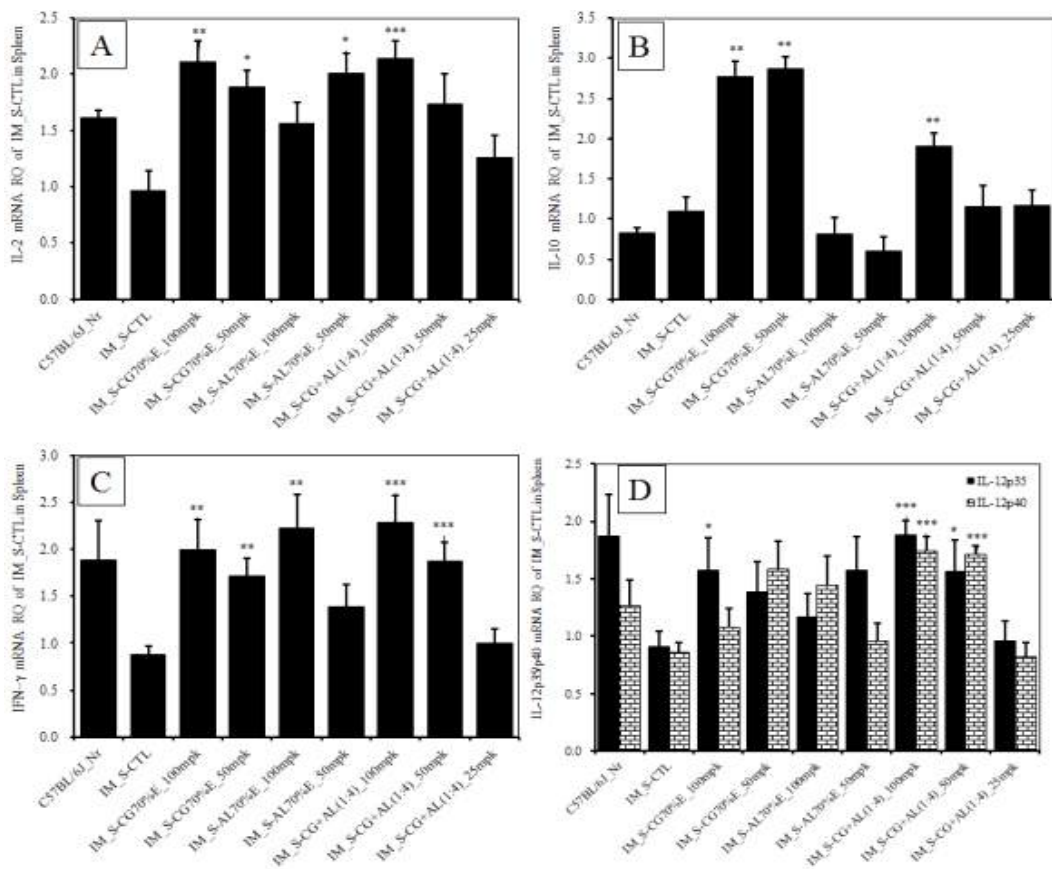 A
IL-2 mRNA RQ of IM_S-CTL in Spleen
2.5
2.0
1.5
1.0
0.5
0.0
** * * ***
C57BL/6J_Nr
IM_S-CTL
IM_S-CG70%E_100mpk
IM_S-CG70%E_50mpk
IM_S-AL70%E_100mpk
IM_S-AL70%E_50mpk
IM_S-CG+AL(1:4)_100mpk
IM_S-CG+AL(1:4)_50mpk
IM_S-CG+AL(1:4)_25mpk
B
IL-10 mRNA RQ of IM_S-CTL in Spleen
3.5
3.0
2.5
2.0
1.5
1.0
0.5
0.0
** ** **
C57BL/6J_Nr
IM_S-CTL
IM_S-CG70%E_100mpk
IM_S-CG70%E_50mpk
IM_S-AL70%E_100mpk
IM_S-AL70%E_50mpk
IM_S-CG+AL(1:4)_100mpk
IM_S-CG+AL(1:4)_50mpk
IM_S-CG+AL(1:4)_25mpk
C
IFN-γ mRNA RQ of IM_S-CTL in Spleen
3.0
2.5
2.0
1.5
1.0
0.5
0.0
** ** ** *** ***
C57BL/6J_Nr
IM_S-CTL
IM_S-CG70%E_100mpk
IM_S-CG70%E_50mpk
IM_S-AL70%E_100mpk
IM_S-AL70%E_50mpk
IM_S-CG+AL(1:4)_100mpk
IM_S-CG+AL(1:4)_50mpk
IM_S-CG+AL(1:4)_25mpk
D
IL-12p35
IL-12p40
IL-12p35/p40 mRNA RQ of IM_S-CTL in Spleen
2.5
2.0
1.5
1.0
0.5
0.0
* *** *** * ***
C57BL/6J_Nr
IM_S-CTL
IM_S-CG70%E_100mpk
IM_S-CG70%E_50mpk
IM_S-AL70%E_100mpk
IM_S-AL70%E_50mpk
IM_S-CG+AL(1:4)_100mpk
IM_S-CG+AL(1:4)_50mpk
IM_S-CG+AL(1:4)_25mpk